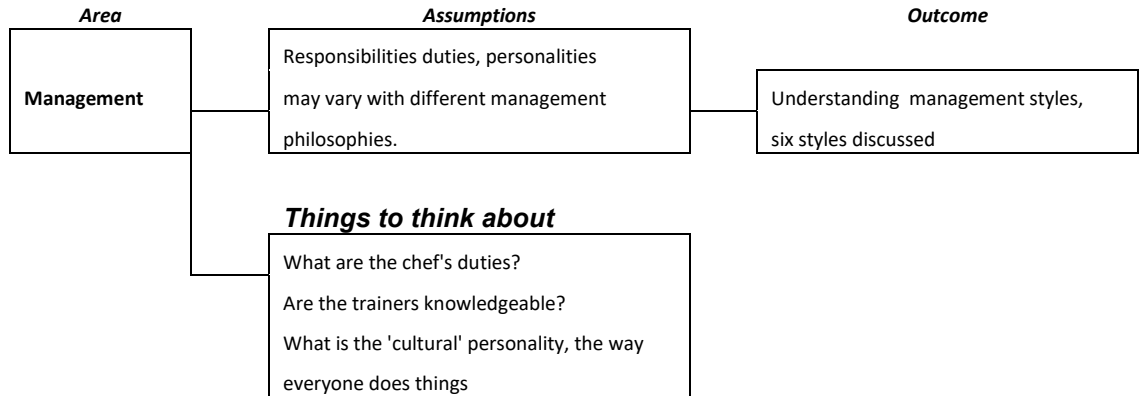 Area
Assumptions
Outcome
Management
Responsibilities duties, personalities
may vary with different management
philosophies.
Understanding  management styles,
six styles discussed
Things to think about
What are the chef's duties?
Are the trainers knowledgeable?
What is the 'cultural' personality, the way
everyone does things